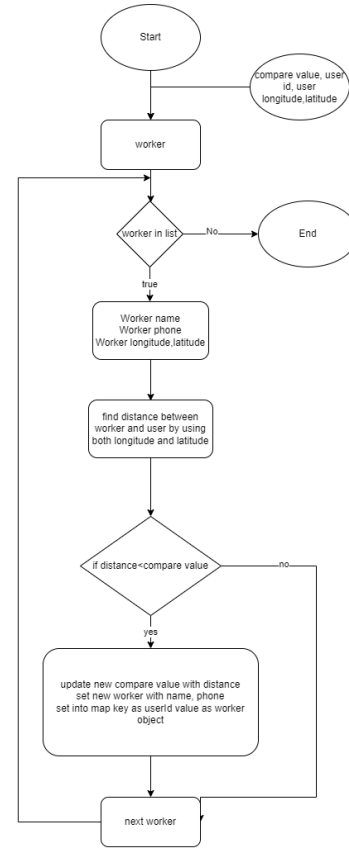 Start
compare value, user
id, user
longitude,latitude
worker
worker in list
No
End
true
Worker name
Worker phone
Worker longitude,latitude
find distance between
worker and user by using
both longitude and latitude
if distance<compare value
no
yes
update new compare value with distance
set new worker with name, phone
set into map key as userId value as worker
object
next worker